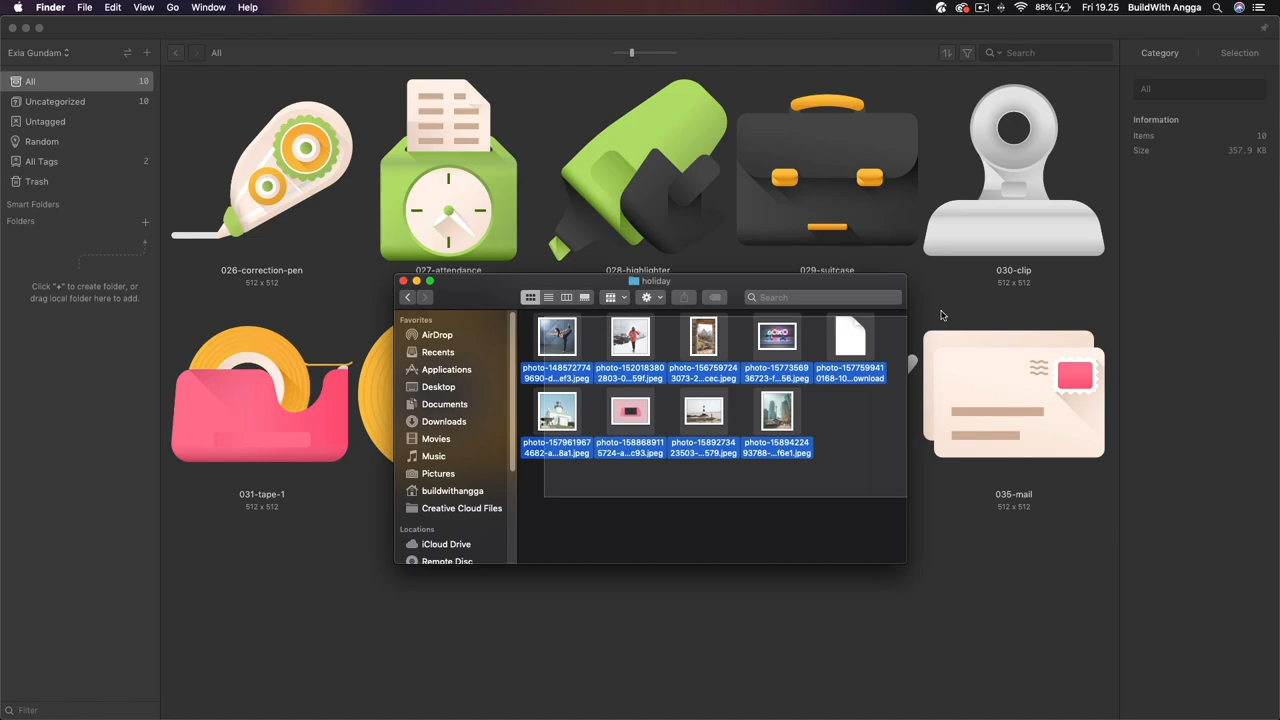 Finder File Edit View Go Window Help
88% Fri 19.25 BuildWith Angga
Exia Gundam
All
Search
Category
Selection
All 10
Uncategorized 10
Untagged
Random
All Tags 2
Trash
Smart Folders
Folders
Click "+" to create folder, or
drag local folder here to add.
Filter
026-correction-pen
027-attendance
028-highlighter
029-suitcase
030-clip
512 x 512
512 x 512
All
Information
Items 10
Size 357.9 KB
031-tape-1
512 x 512
035-mail
512 x 512
holiday
Search
Favorites
AirDrop
Recents
Applications
Desktop
Documents
Downloads
Movies
Music
Pictures
buildwithangga
Creative Cloud Files
Locations
iCloud Drive
Remote Disc
photo-148572774
9690-d...ef3.jpeg
photo-152018380
2803-0...59f.jpeg
photo-156759724
3073-2...cec.jpeg
photo-15773569
36723-f...56.jpeg
photo-157759941
0168-10...ownload
photo-157961967
4682-a...8a1.jpeg
photo-158868911
5724-a...c93.jpeg
photo-15892734
23503-...579.jpeg
photo-15894224
93788-...f6e1.jpeg